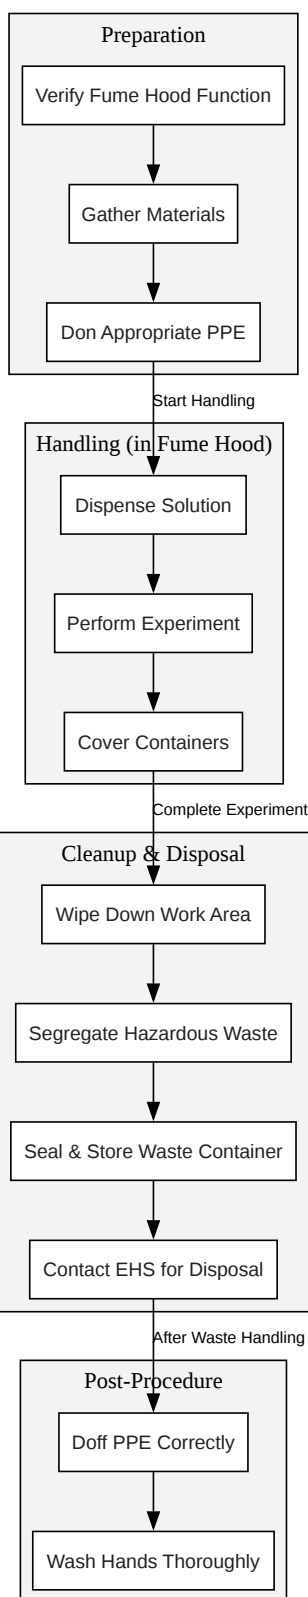 Preparation
Verify Fume Hood Function
Gather Materials
Don Appropriate PPE
Start Handling
Handling (in Fume Hood)
Dispense Solution
Perform Experiment
Cover Containers
Complete Experiment
Cleanup & Disposal
Wipe Down Work Area
Segregate Hazardous Waste
Seal & Store Waste Container
Contact EHS for Disposal
After Waste Handling
Post-Procedure
Doff PPE Correctly
Wash Hands Thoroughly